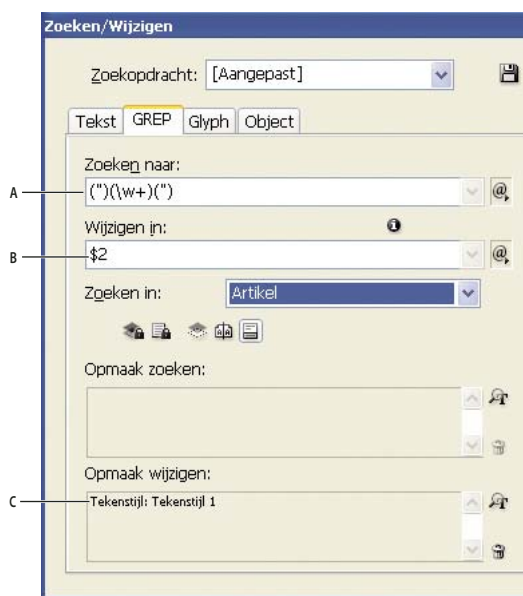 Zoeken/Wijzigen
Zoekopdracht: [Aangepast]
Tekst GREP Glyph Object
Zoeken naar:
A
(")(\w+)(")
Wijzigen in:
B
$2
Zoeken in: Artikel
Opmaak zoeken:
Opmaak wijzigen:
C
Tekenstijl: Tekenstijl 1